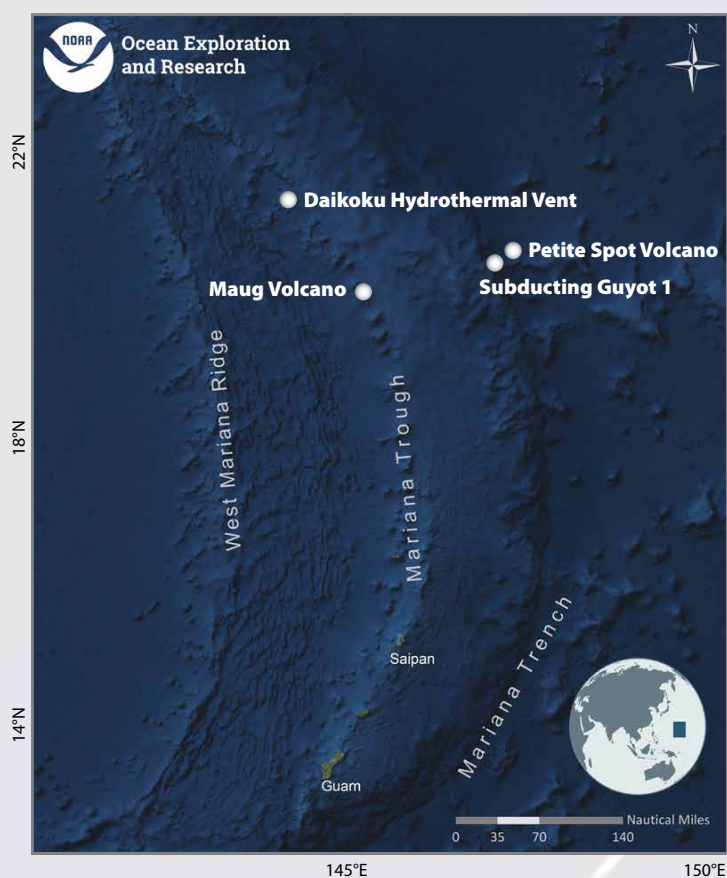 NOAA
Ocean Exploration
and Research
N
22°N
Daikoku Hydrothermal Vent
Petite Spot Volcano
Subducting Guyot 1
Maug Volcano
West Mariana Ridge
Mariana Trough
18°N
Mariana Trench
Saipan
14°N
Guam
Nautical Miles
0 35 70 140
145°E 150°E